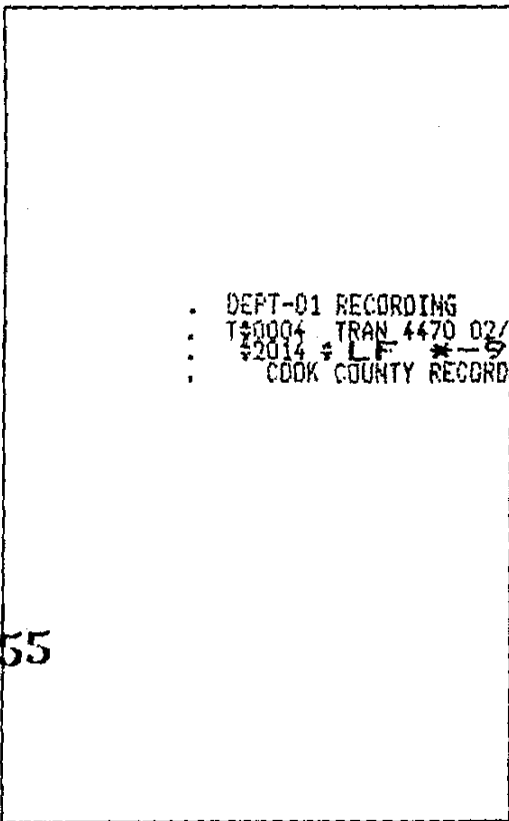 . DEPT-01 RECORDING
. T#0004 TRAN 4470 02/
. #2014 # LF *-9
. COOK COUNTY RECORD
55